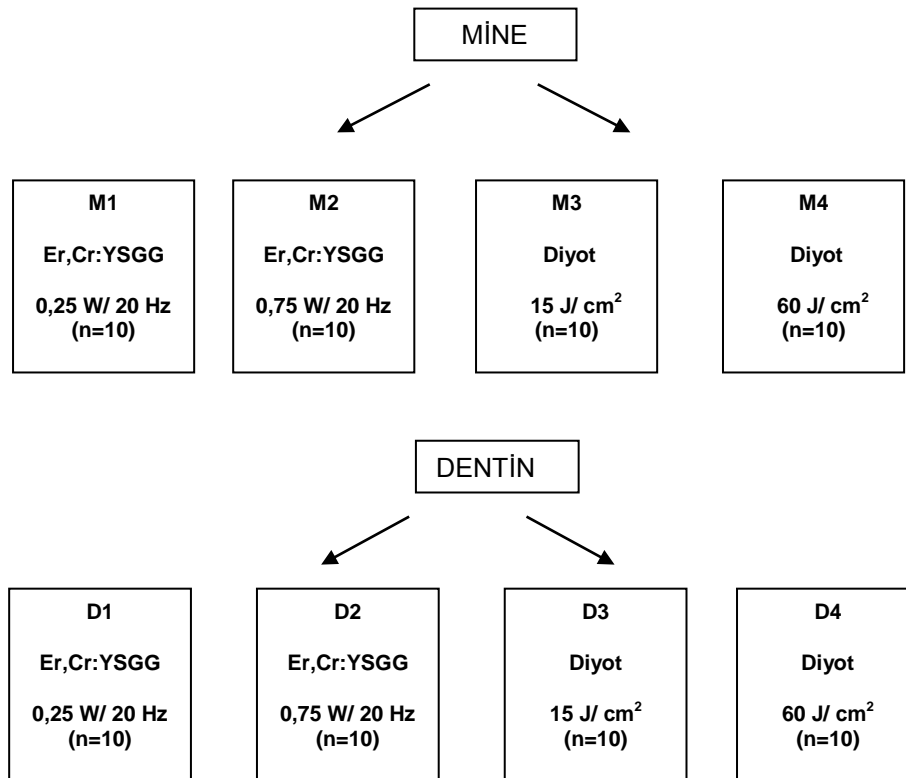 MİNE
M1
Er,Cr:YSGG
0,25 W/ 20 Hz
(n=10)
M2
Er,Cr:YSGG
0,75 W/ 20 Hz
(n=10)
M3
Diyot
15 J/ cm²
(n=10)
M4
Diyot
60 J/ cm²
(n=10)
DENTİN
D1
Er,Cr:YSGG
0,25 W/ 20 Hz
(n=10)
D2
Er,Cr:YSGG
0,75 W/ 20 Hz
(n=10)
D3
Diyot
15 J/ cm²
(n=10)
D4
Diyot
60 J/ cm²
(n=10)